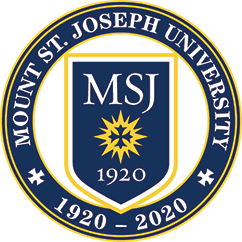 MOUNT ST. JOSEPH UNIVERSITY
MSJ
1920
1920 - 2020